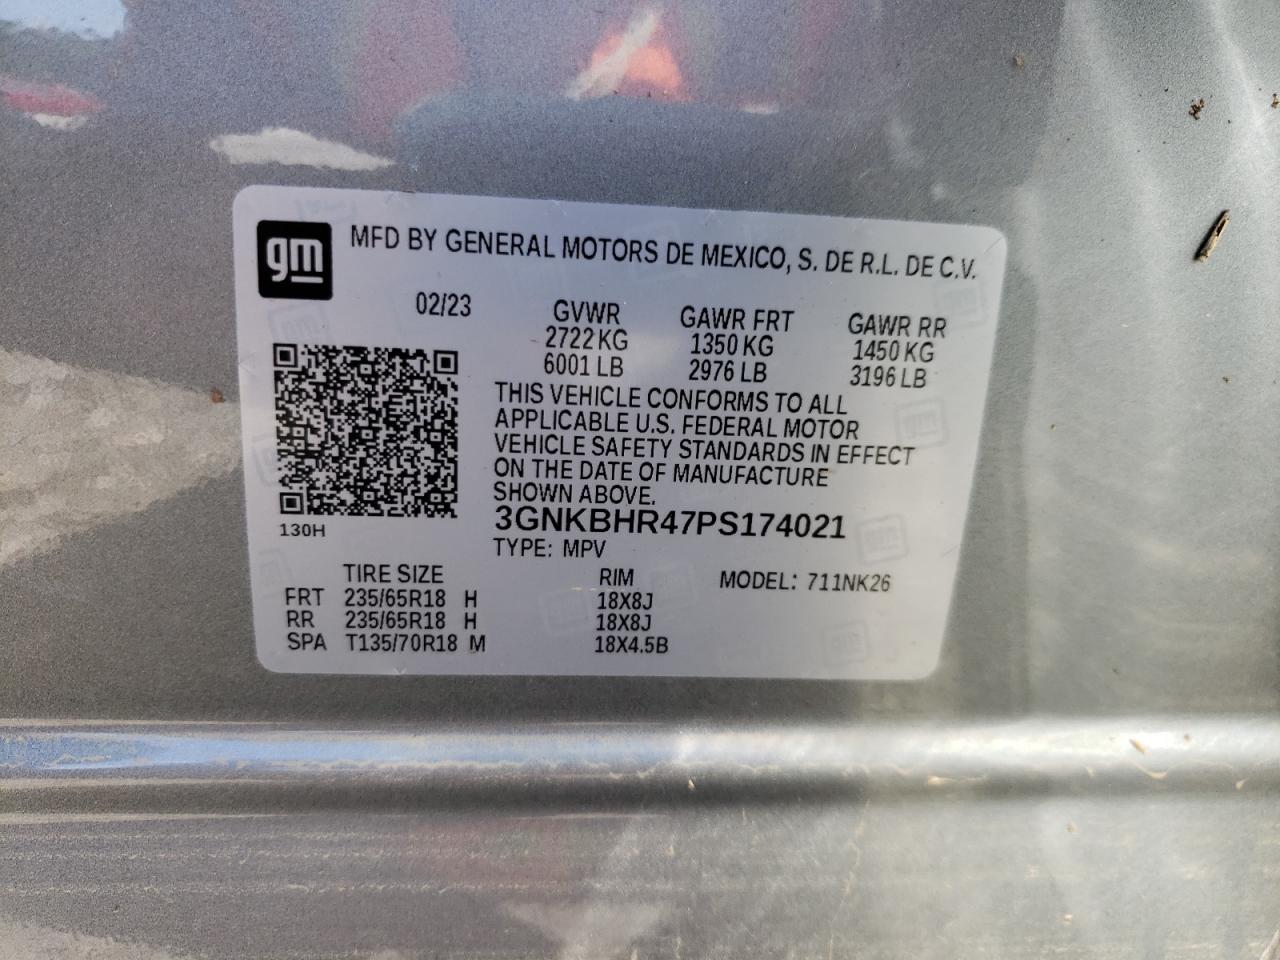 gm MFD BY GENERAL MOTORS DE MEXICO, S. DE R.L. DE C.V.
02/23 GVWR GAWR FRT GAWR RR
2722 KG 1350 KG 1450 KG
6001 LB 2976 LB 3196 LB
THIS VEHICLE CONFORMS TO ALL
APPLICABLE U.S. FEDERAL MOTOR
VEHICLE SAFETY STANDARDS IN EFFECT
ON THE DATE OF MANUFACTURE
SHOWN ABOVE.
130H
3GNKBHR47PS174021
TYPE: MPV
TIRE SIZE RIM MODEL: 711NK26
FRT 235/65R18 H 18X8J
RR 235/65R18 H 18X8J
SPA T135/70R18 M 18X4.5B